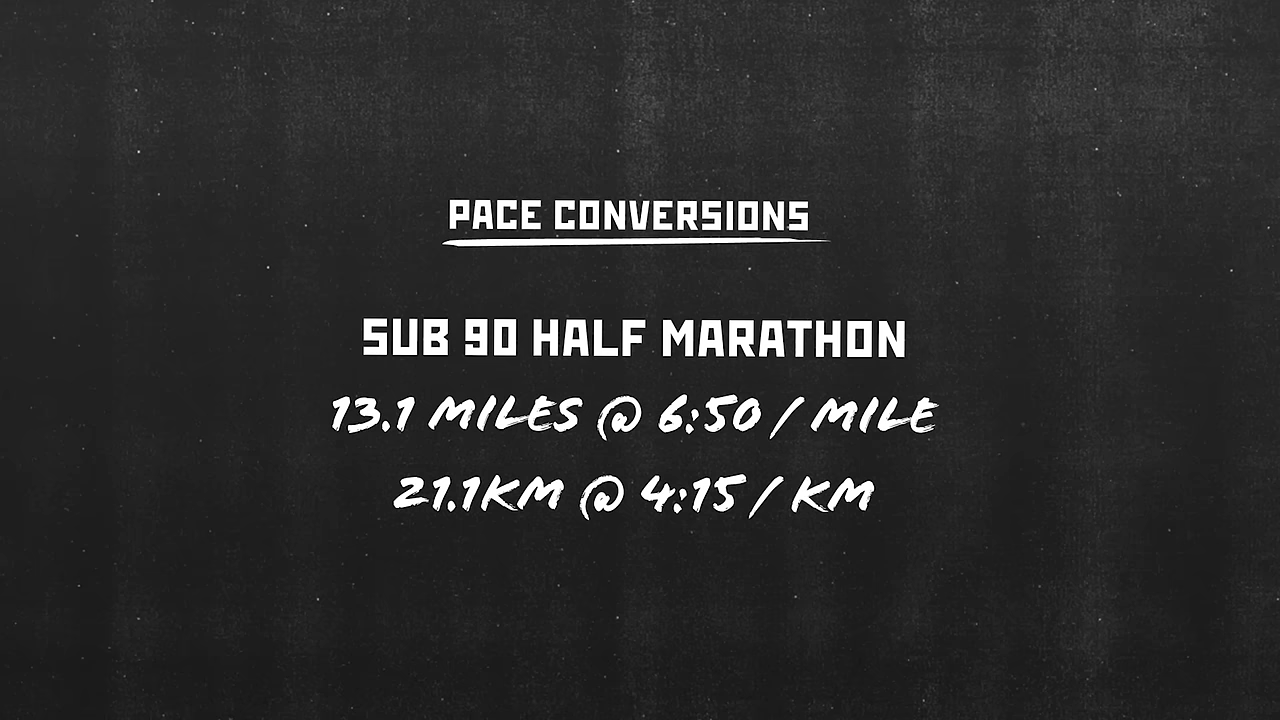 PACE CONVERSIONS
SUB 90 HALF MARATHON
13.1 MILES @ 6:50 / MILE
21.1KM @ 4:15 / KM